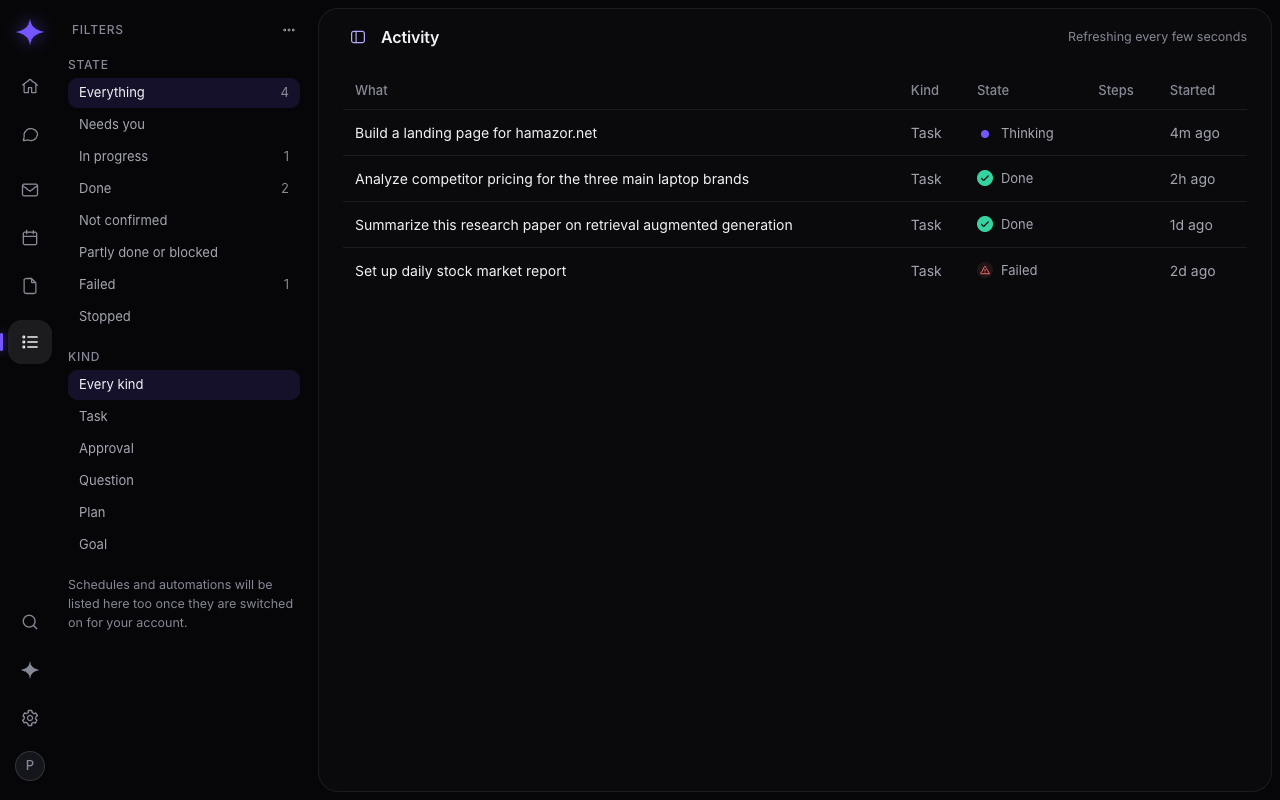 FILTERS
STATE
Everything 4
Needs you
In progress 1
Done 2
Not confirmed
Partly done or blocked
Failed 1
Stopped
KIND
Every kind
Task
Approval
Question
Plan
Goal
Schedules and automations will be
listed here too once they are switched
on for your account.
P
Activity
Refreshing every few seconds
What Kind State Steps Started
Build a landing page for hamazor.net Task Thinking 4m ago
Analyze competitor pricing for the three main laptop brands Task Done 2h ago
Summarize this research paper on retrieval augmented generation Task Done 1d ago
Set up daily stock market report Task Failed 2d ago